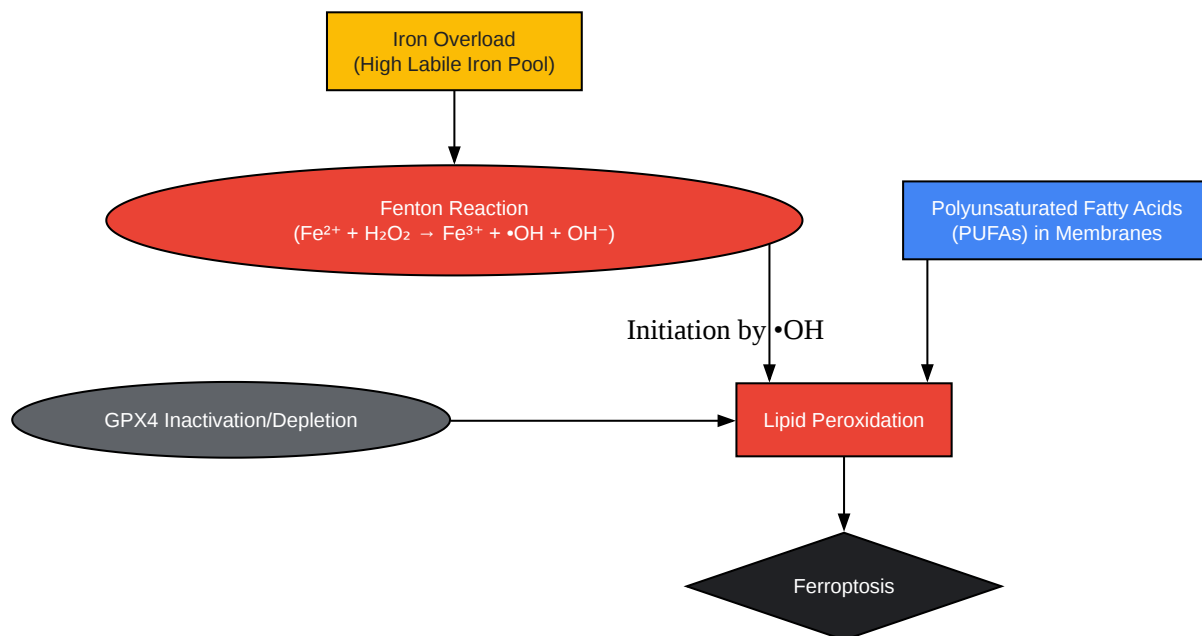 Iron Overload
(High Labile Iron Pool)
Fenton Reaction
(Fe²⁺ + H₂O₂ → Fe³⁺ + •OH + OH⁻)
Polyunsaturated Fatty Acids
(PUFAs) in Membranes
Initiation by •OH
GPX4 Inactivation/Depletion
Lipid Peroxidation
Ferroptosis